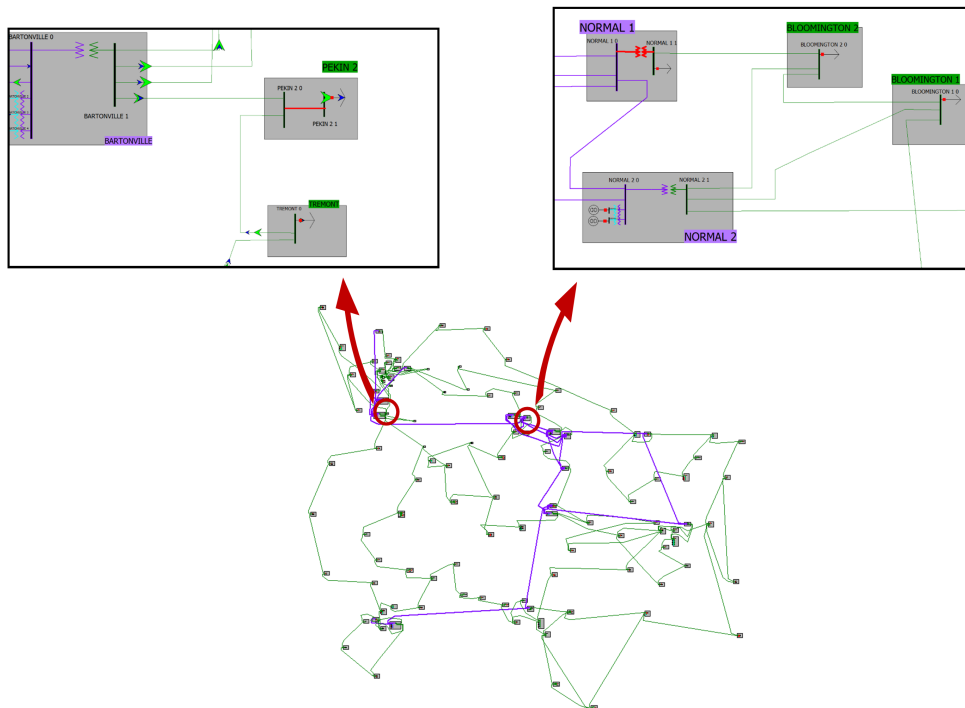 BARTONVILLE 0
BARTONVILLE 1
BARTONVILLE
PEKIN 2
PEKIN 2 0
PEKIN 2 1
TREMONT
TREMONT 0
NORMAL 1
NORMAL 1 0
NORMAL 1 1
BLOOMINGTON 2
BLOOMINGTON 2 0
BLOOMINGTON 1
BLOOMINGTON 1 0
NORMAL 2 0
NORMAL 2 1
NORMAL 2